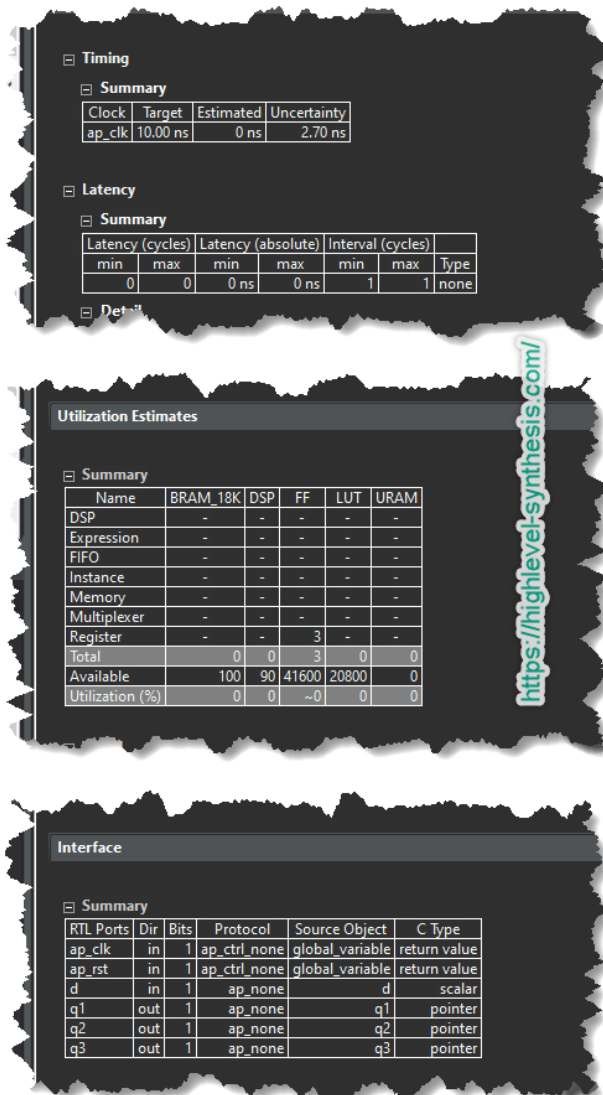 Timing
Summary
Clock Target Estimated Uncertainty
ap_clk 10.00 ns 0 ns 2.70 ns
Latency
Summary
Latency (cycles) Latency (absolute) Interval (cycles)
min max min max min max Type
0 0 0 ns 0 ns 1 1 none
Detail
https://highlevel-synthesis.com/
Utilization Estimates
Summary
Name BRAM_18K DSP FF LUT URAM
DSP - - - - -
Expression - - - - -
FIFO - - - - -
Instance - - - - -
Memory - - - - -
Multiplexer - - - - -
Register - - 3 - -
Total 0 0 3 0 0
Available 100 90 41600 20800 0
Utilization (%) 0 0 ~0 0 0
Interface
Summary
RTL Ports Dir Bits Protocol Source Object C Type
ap_clk in 1 ap_ctrl_none global_variable return value
ap_rst in 1 ap_ctrl_none global_variable return value
d in 1 ap_none d scalar
q1 out 1 ap_none q1 pointer
q2 out 1 ap_none q2 pointer
q3 out 1 ap_none q3 pointer